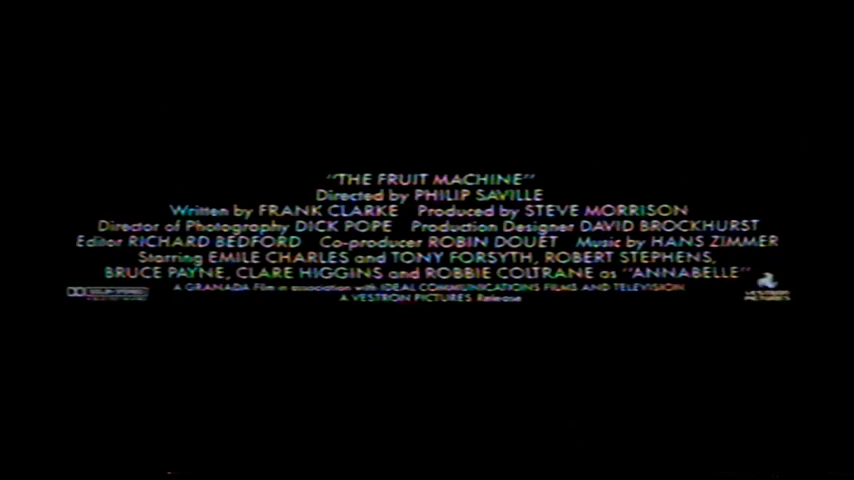 "THE FRUIT MACHINE"
Directed by PHILIP SAVILLE
Written by FRANK CLARKE Produced by STEVE MORRISON
Director of Photography DICK POPE Production Designer DAVID BROCKHURST
Editor RICHARD BEDFORD Co-producer ROBIN DOUET Music by HANS ZIMMER
Starring EMILE CHARLES and TONY FORSYTH, ROBERT STEPHENS,
BRUCE PAYNE, CLARE HIGGINS and ROBBIE COLTRANE as "ANNABELLE"
A GRANADA Film in association with IDEAL COMMUNICATIONS FILMS AND TELEVISION
A VESTRON PICTURES Release
VESTRON
PICTURES